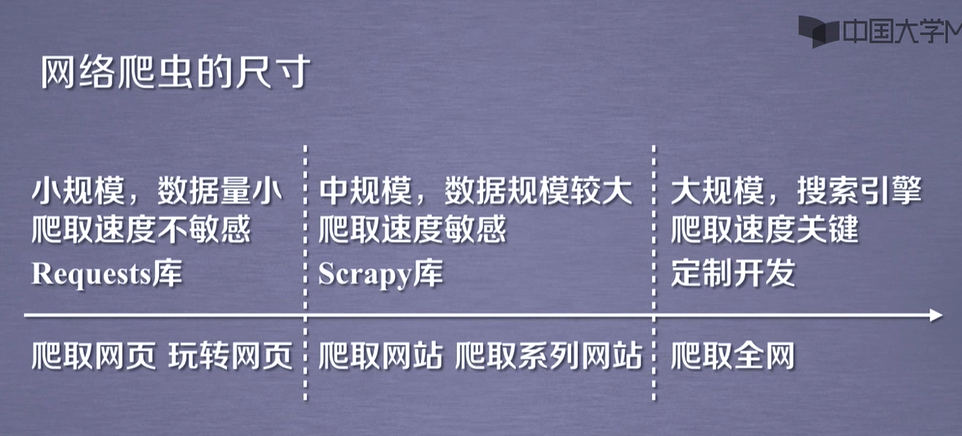 中国大学M
网络爬虫的尺寸
小规模，数据量小
爬取速度不敏感
Requests库
中规模，数据规模较大
爬取速度敏感
Scrapy库
大规模，搜索引擎
爬取速度关键
定制开发
爬取网页 玩转网页
爬取网站 爬取系列网站
爬取全网